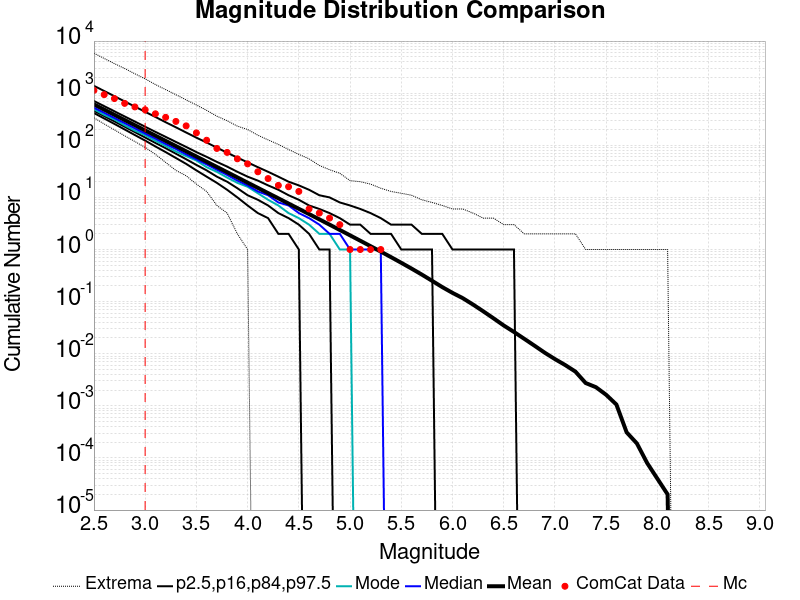 Magnitude Distribution Comparison
10^4
10^3
10^2
10^1
10^0
10^-1
10^-2
10^-3
10^-4
10^-5
Cumulative Number
2.5 3.0 3.5 4.0 4.5 5.0 5.5 6.0 6.5 7.0 7.5 8.0 8.5 9.0
Magnitude
Extrema p2.5,p16,p84,p97.5 Mode Median Mean ComCat Data Mc